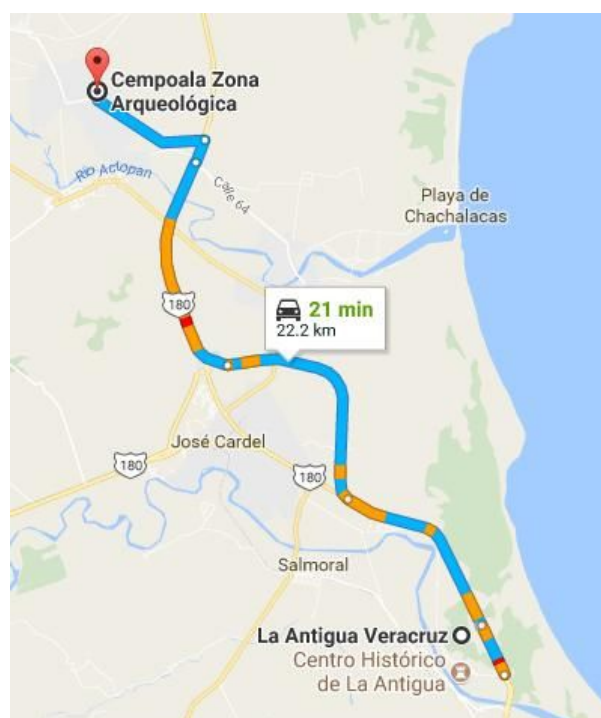 Cempoala Zona
Arqueológica
Río Actopan
Calle 64
Playa de
Chachalacas
180
21 min
22.2 km
José Cardel
180
180
Salmoral
La Antigua Veracruz
Centro Histórico
de La Antigua